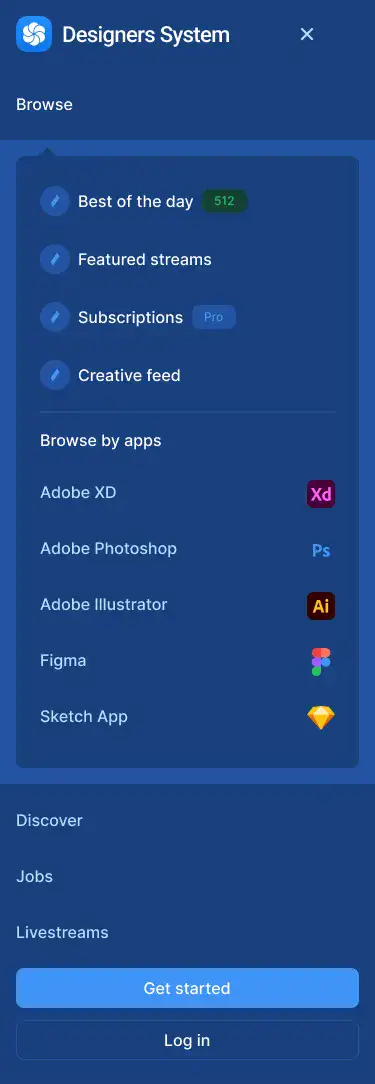 Designers System
Browse
Best of the day 512
Featured streams
Subscriptions Pro
Creative feed
Browse by apps
Adobe XD Xd
Adobe Photoshop Ps
Adobe Illustrator Ai
Figma
Sketch App
Discover
Jobs
Livestreams
Get started
Log in